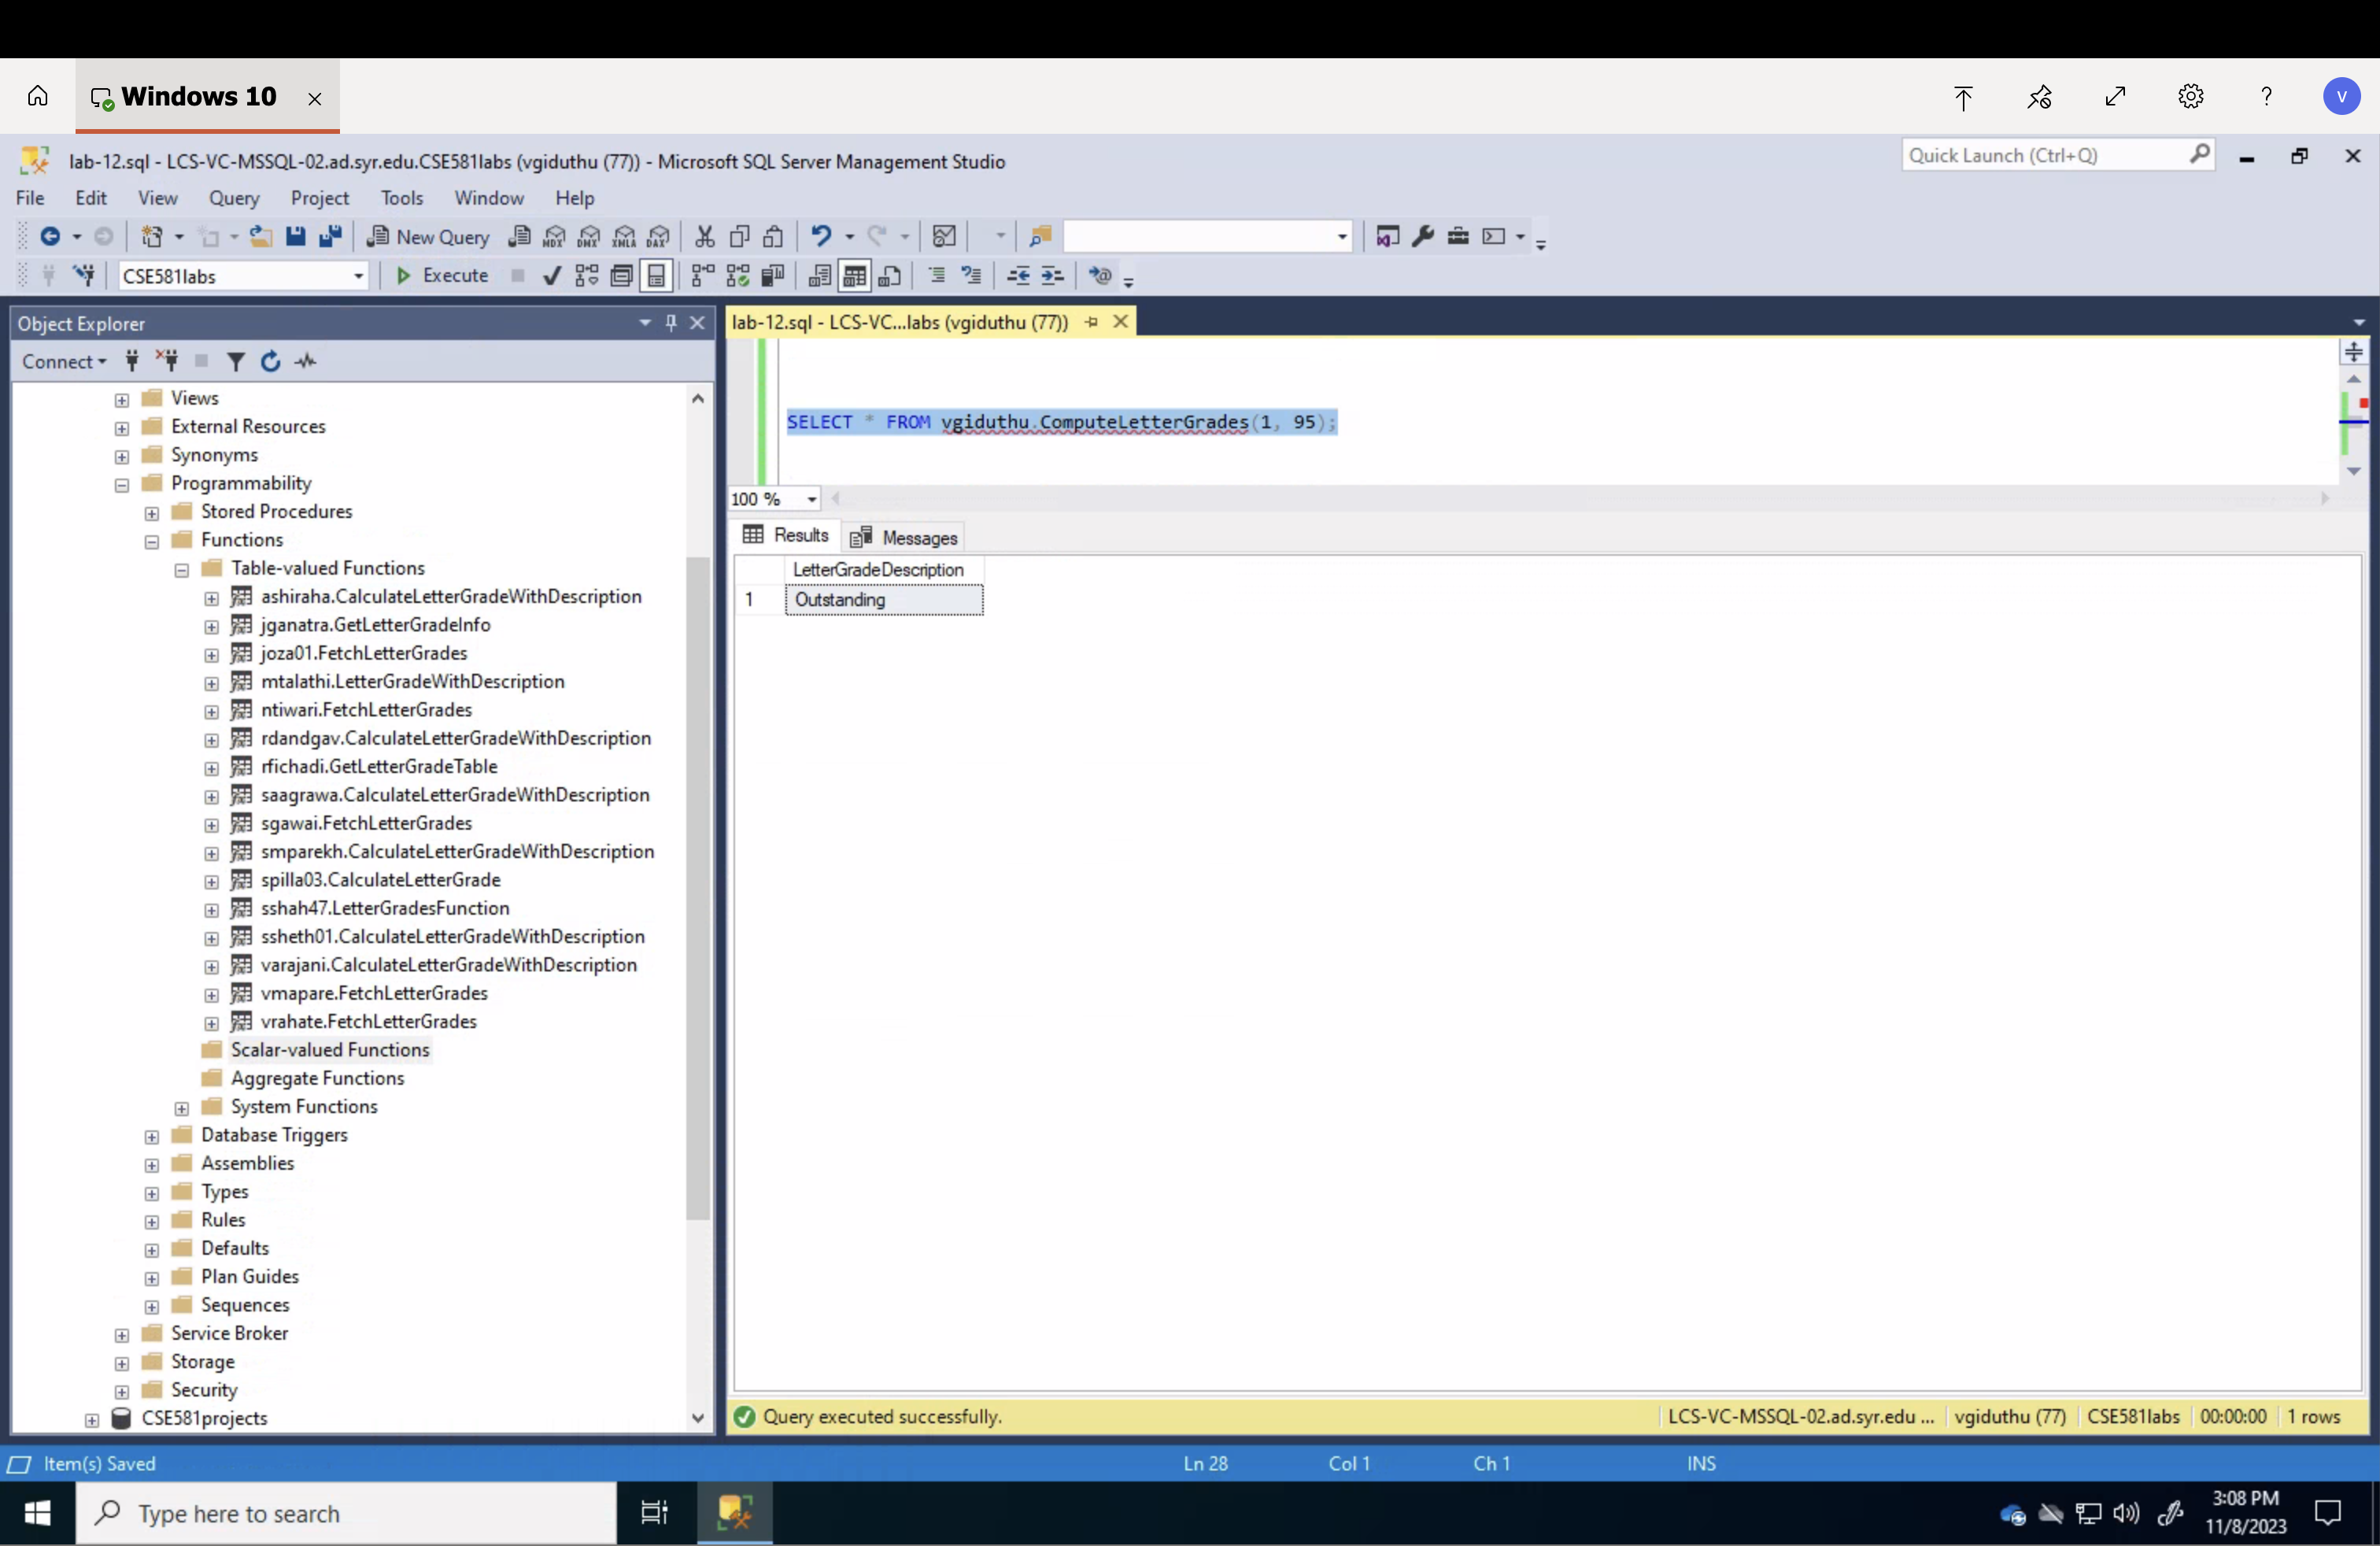 Windows 10
V
lab-12.sql - LCS-VC-MSSQL-02.ad.syr.edu.CSE581labs (vgiduthu (77)) - Microsoft SQL Server Management Studio
Quick Launch (Ctrl+Q)
File Edit View Query Project Tools Window Help
New Query MDX DMX XMLA DAX
CSE581labs Execute
Object Explorer
lab-12.sql - LCS-VC...labs (vgiduthu (77))
Connect
Views
External Resources
Synonyms
Programmability
Stored Procedures
Functions
Table-valued Functions
ashiraha.CalculateLetterGradeWithDescription
jganatra.GetLetterGradeInfo
joza01.FetchLetterGrades
mtalathi.LetterGradeWithDescription
ntiwari.FetchLetterGrades
rdandgav.CalculateLetterGradeWithDescription
rfichadi.GetLetterGradeTable
saagrawa.CalculateLetterGradeWithDescription
sgawai.FetchLetterGrades
smparekh.CalculateLetterGradeWithDescription
spilla03.CalculateLetterGrade
sshah47.LetterGradesFunction
ssheth01.CalculateLetterGradeWithDescription
varajani.CalculateLetterGradeWithDescription
vmapare.FetchLetterGrades
vrahate.FetchLetterGrades
Scalar-valued Functions
Aggregate Functions
System Functions
Database Triggers
Assemblies
Types
Rules
Defaults
Plan Guides
Sequences
Service Broker
Storage
Security
CSE581projects
SELECT * FROM vgiduthu.ComputeLetterGrades(1, 95);
100 %
Results Messages
LetterGradeDescription
1 Outstanding
Query executed successfully. LCS-VC-MSSQL-02.ad.syr.edu ... vgiduthu (77) CSE581labs 00:00:00 1 rows
Item(s) Saved Ln 28 Col 1 Ch 1 INS
Type here to search
3:08 PM
11/8/2023